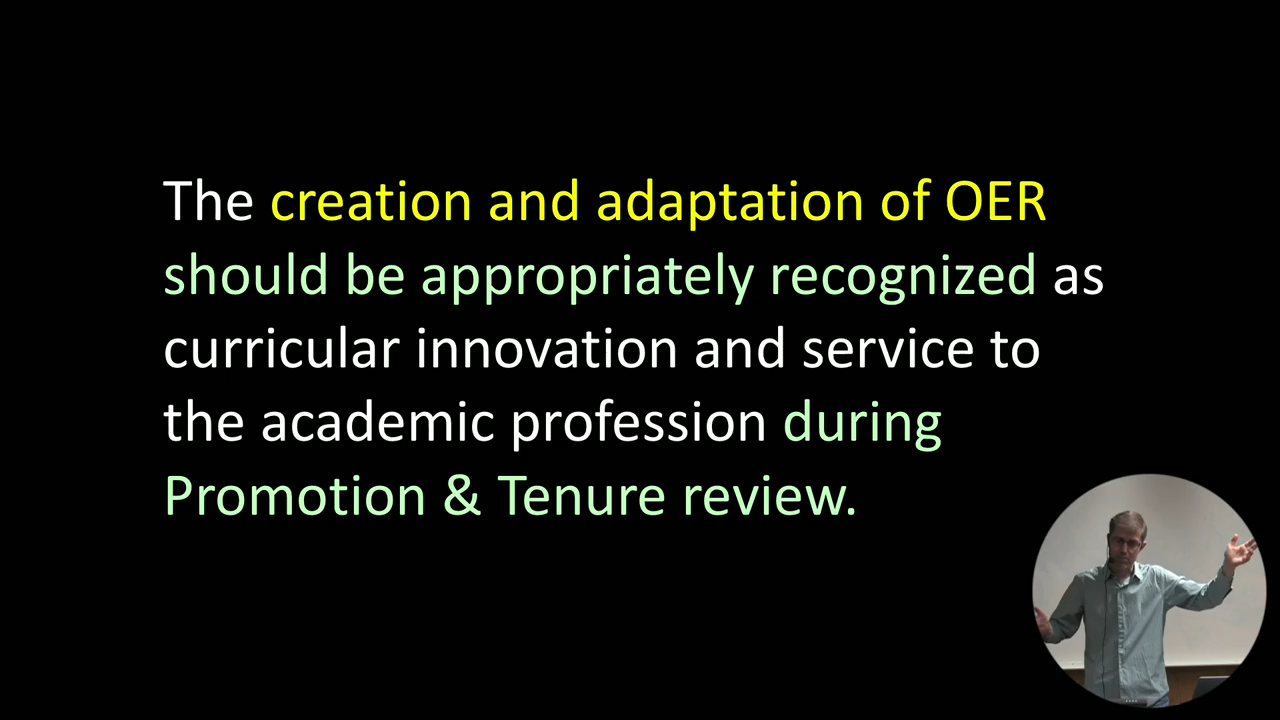 The creation and adaptation of OER
should be appropriately recognized as
curricular innovation and service to
the academic profession during
Promotion & Tenure review.